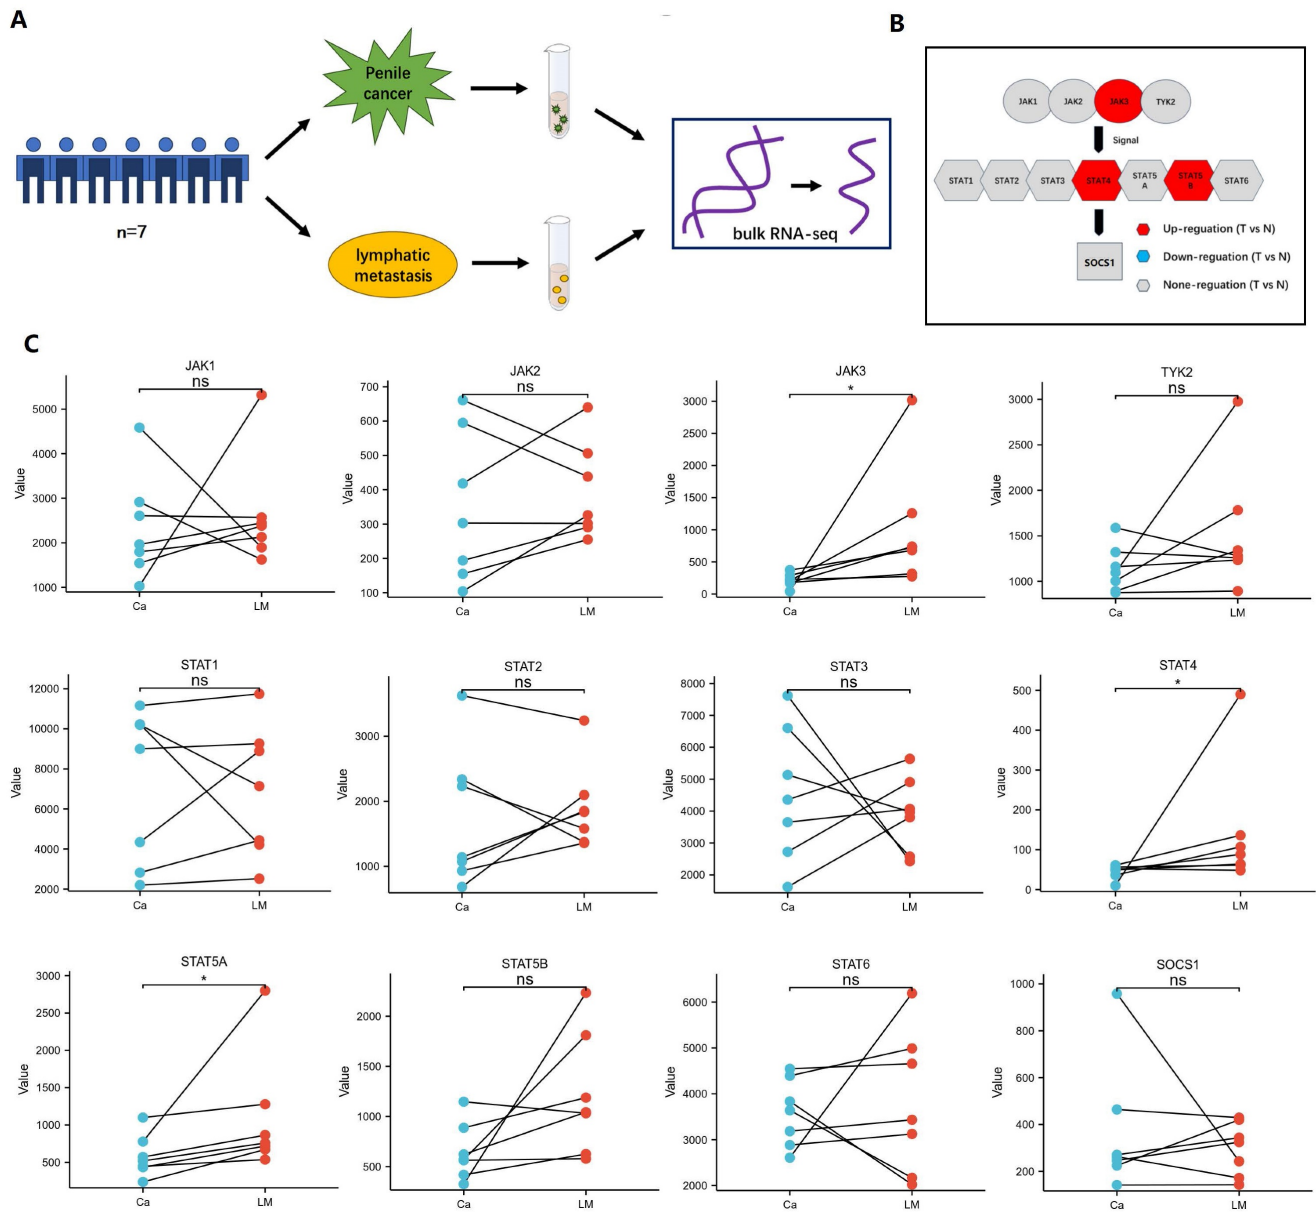 A
Penile
cancer
n=7
lymphatic
metastasis
bulk RNA-seq
B
JAK1 JAK2 JAK3 TYK2
Signal
STAT1 STAT2 STAT3 STAT4 STAT5 A STAT5 B STAT6
SOCS1
Up-reguation (T vs N)
Down-reguation (T vs N)
None-reguation (T vs N)
C
JAK1
ns
5000
4000
3000
2000
1000
Value
Ca LM
JAK2
ns
700
600
500
400
300
200
100
Value
Ca LM
JAK3
*
3000
2500
2000
1500
1000
500
0
Value
Ca LM
TYK2
ns
3000
2500
2000
1500
1000
Value
Ca LM
STAT1
ns
12000
10000
8000
6000
4000
2000
Value
Ca LM
STAT2
ns
3000
2000
1000
Value
Ca LM
STAT3
ns
8000
7000
6000
5000
4000
3000
2000
Value
Ca LM
STAT4
*
500
400
300
200
100
0
Value
Ca LM
STAT5A
*
3000
2500
2000
1500
1000
500
Value
Ca LM
STAT5B
ns
2000
1500
1000
500
Value
Ca LM
STAT6
ns
6000
5000
4000
3000
2000
Value
Ca LM
SOCS1
ns
1000
800
600
400
200
Value
Ca LM